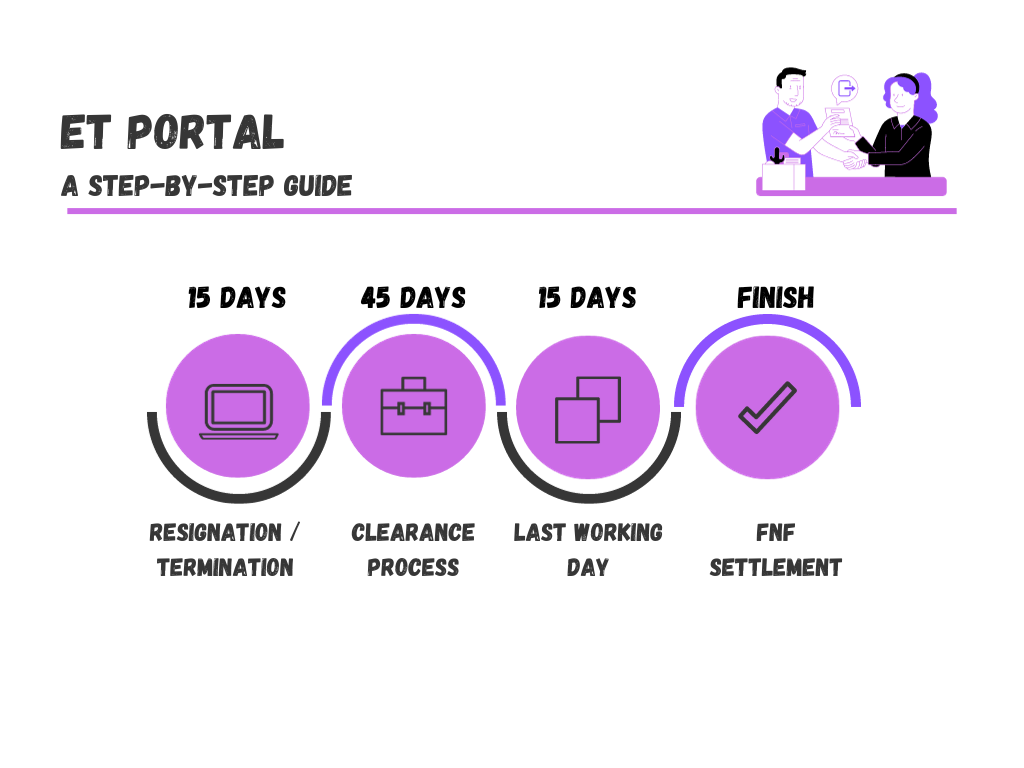 ET PORTAL
A STEP-BY-STEP GUIDE
15 DAYS
45 DAYS
15 DAYS
FINISH
RESIGNATION /
TERMINATION
CLEARANCE
PROCESS
LAST WORKING
DAY
FNF
SETTLEMENT